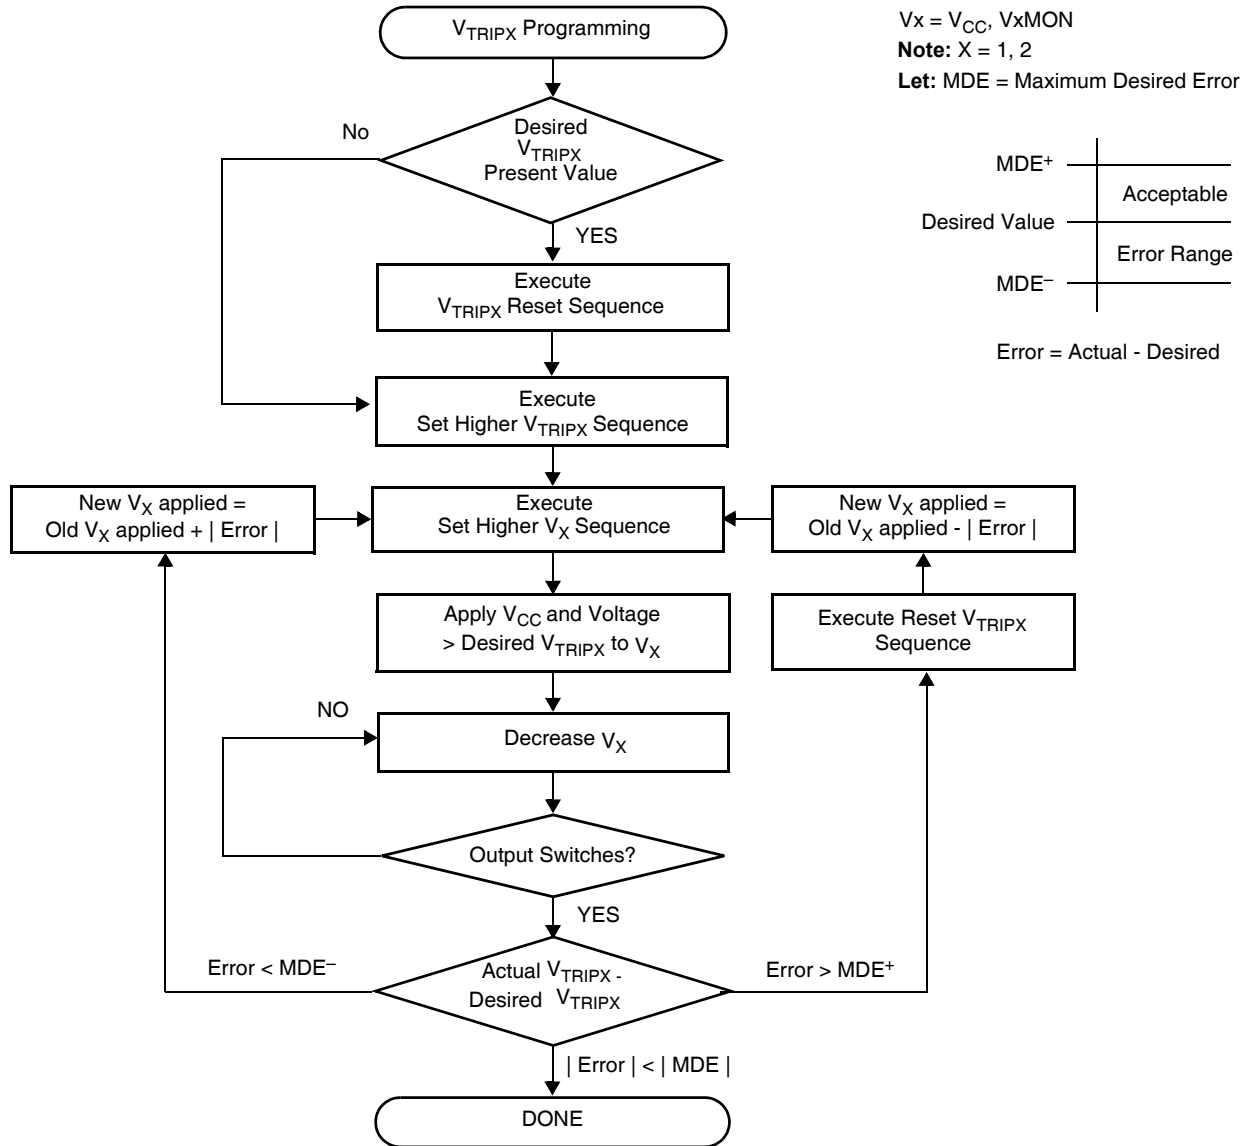 V_TRIPX Programming
Vx = V_CC, VxMON
Note: X = 1, 2
Let: MDE = Maximum Desired Error
No
Desired
V_TRIPX
Present Value
MDE+
Acceptable
Desired Value
Error Range
MDE–
Error = Actual - Desired
YES
Execute
V_TRIPX Reset Sequence
Execute
Set Higher V_TRIPX Sequence
New V_X applied =
Old V_X applied + | Error |
Execute
Set Higher V_X Sequence
New V_X applied =
Old V_X applied - | Error |
Apply V_CC and Voltage
> Desired V_TRIPX to V_X
Execute Reset V_TRIPX
Sequence
NO
Decrease V_X
Output Switches?
YES
Error < MDE–
Actual V_TRIPX -
Desired V_TRIPX
Error > MDE+
| Error | < | MDE |
DONE